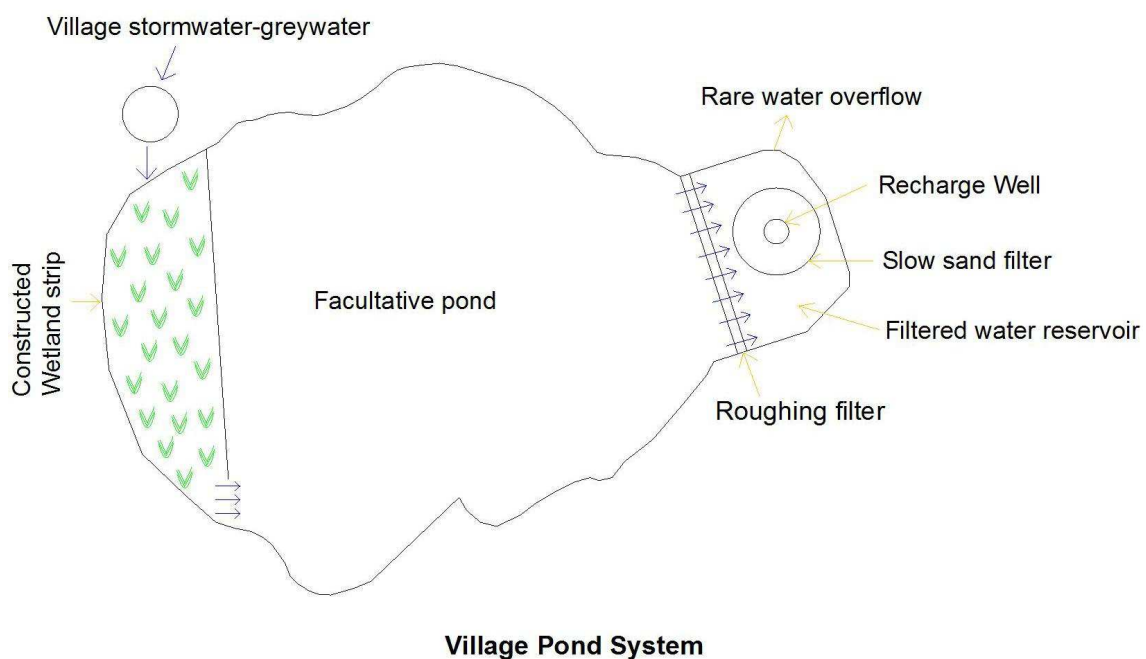 Village stormwater-greywater
Rare water overflow
Recharge Well
Slow sand filter
Filtered water reservoir
Roughing filter
Facultative pond
Constructed
Wetland strip
Village Pond System